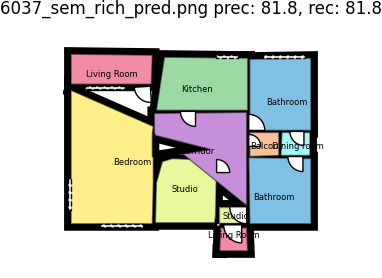 6037_sem_rich_pred.png prec: 81.8, rec: 81.8
Living Room
Kitchen
Bathroom
Balcon
Dining room
Corridor
Bedroom
Studio
Bathroom
Studio
Living Room